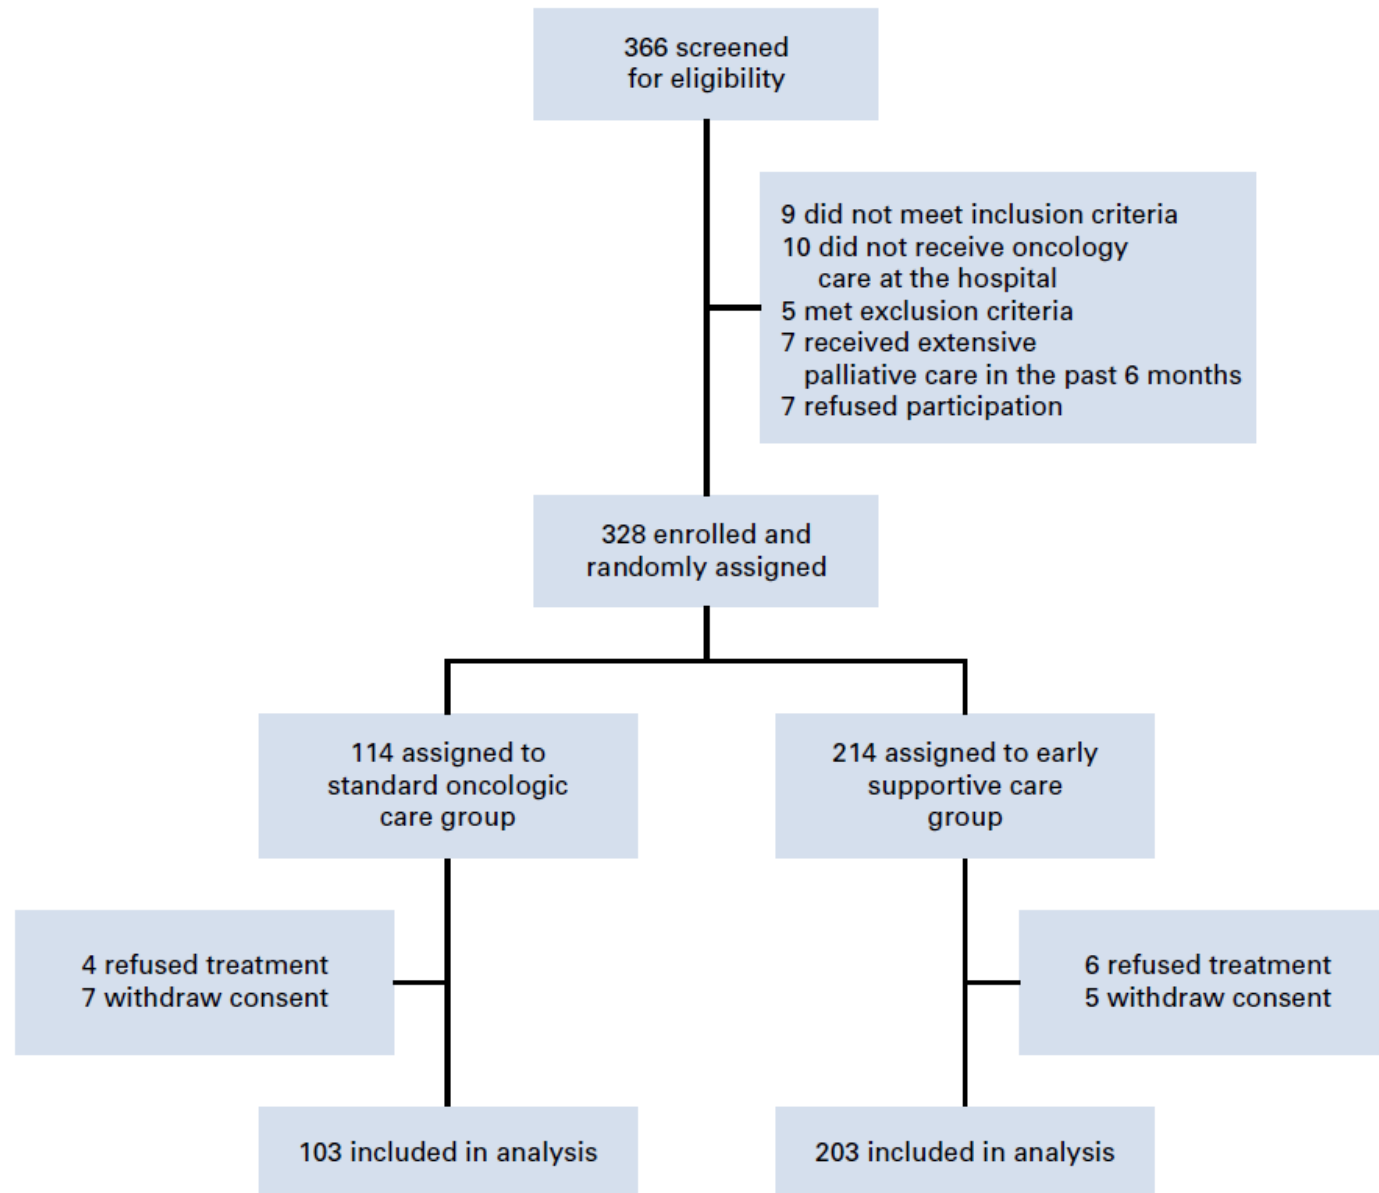 366 screened
for eligibility
9 did not meet inclusion criteria
10 did not receive oncology
care at the hospital
5 met exclusion criteria
7 received extensive
palliative care in the past 6 months
7 refused participation
328 enrolled and
randomly assigned
114 assigned to
standard oncologic
care group
214 assigned to early
supportive care
group
4 refused treatment
7 withdraw consent
6 refused treatment
5 withdraw consent
103 included in analysis
203 included in analysis